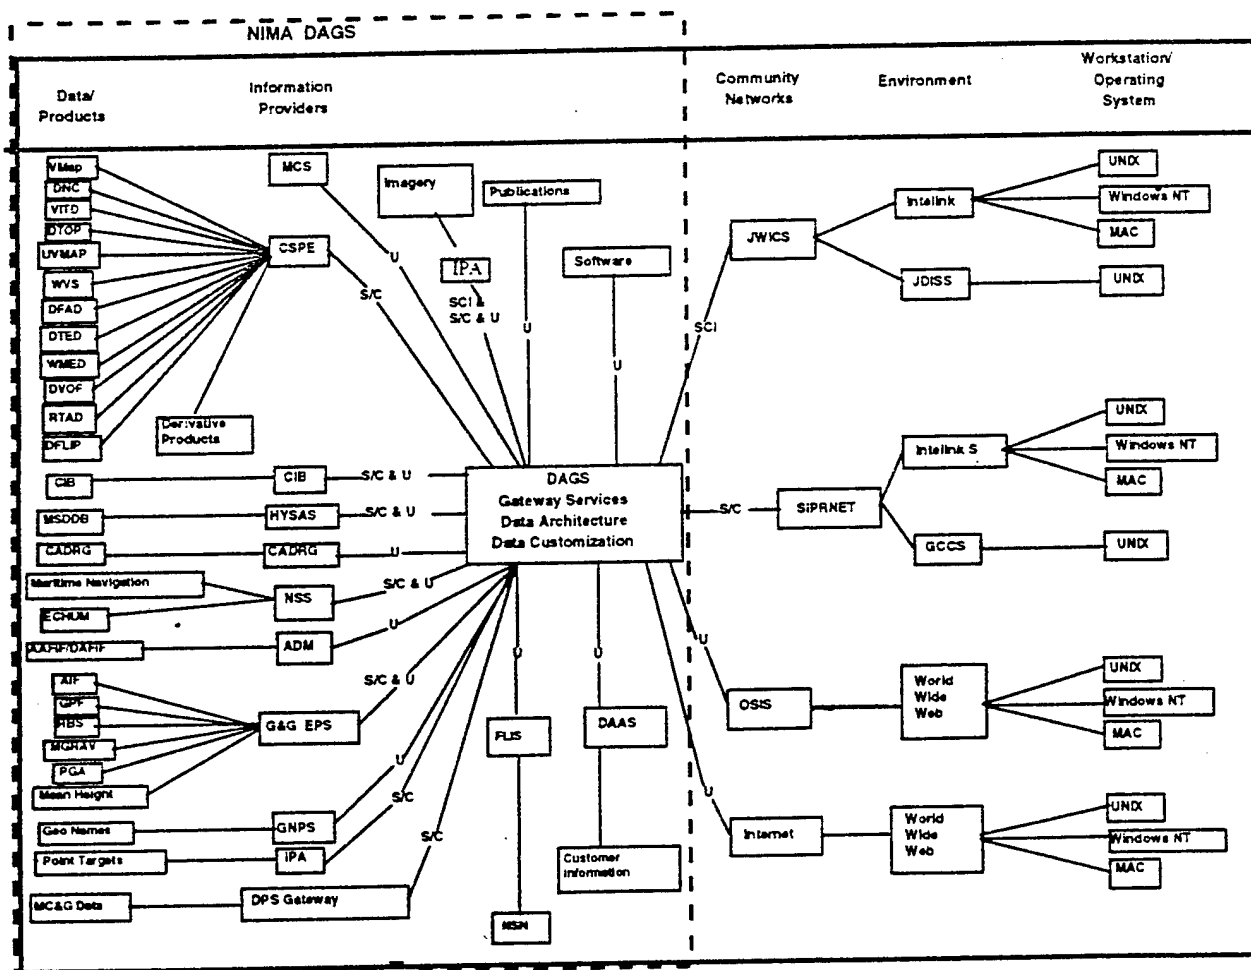 NIMA DAGS
Data/
Products
Information
Providers
Community
Networks
Environment
Workstation/
Operating
System
VMap
DNC
VITD
DTOP
UVMAP
WVS
DFAD
DTED
WMED
DVOF
RTAD
DFLIP
Derivative
Products
CIB
MSDDB
CADRG
Maritime Navigation
ECHUM
AAFIF/DAFIF
AIF
GPF
HBS
PGA
Mean Height
Geo Names
Point Targets
MC&G Data
MCS
CSPE
CIB
HYSAS
CADRG
NSS
ADM
G&G EPS
GNPS
IPA
DPS Gateway
Imagery
IPA
SCI &
S/C & U
Publications
Software
U
S/C
U
U
S/C & U
S/C & U
U
S/C & U
U
S/C & U
U
S/C
S/C
DAGS
Gateway Services
Data Architecture
Data Customization
U
U
FLIS
DAAS
NSN
Customer
Information
SCI
S/C
U
U
JWICS
Intelink
JDISS
UNIX
Windows NT
MAC
UNIX
SIPRNET
Intelink S
GCCS
UNIX
Windows NT
MAC
UNIX
OSIS
World
Wide
Web
UNIX
Windows NT
MAC
Internet
World
Wide
Web
UNIX
Windows NT
MAC